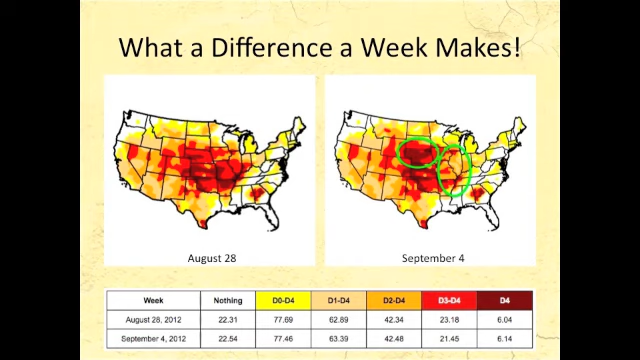 What a Difference a Week Makes!
August 28
September 4
Week Nothing D0-D4 D1-D4 D2-D4 D3-D4 D4
August 28, 2012 22.31 77.69 62.89 42.34 23.18 6.04
September 4, 2012 22.54 77.46 63.39 42.48 21.45 6.14